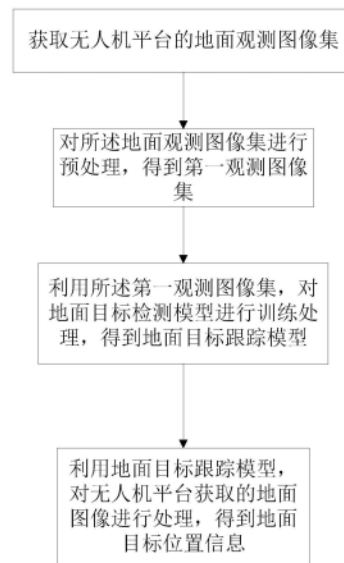 获取无人机平台的地面观测图像集
对所述地面观测图像集进行
预处理，得到第一观测图像
集
利用所述第一观测图像集，对
地面目标检测模型进行训练处
理，得到地面目标跟踪模型
利用地面目标跟踪模型，
对无人机平台获取的地面
图像进行处理，得到地面
目标位置信息